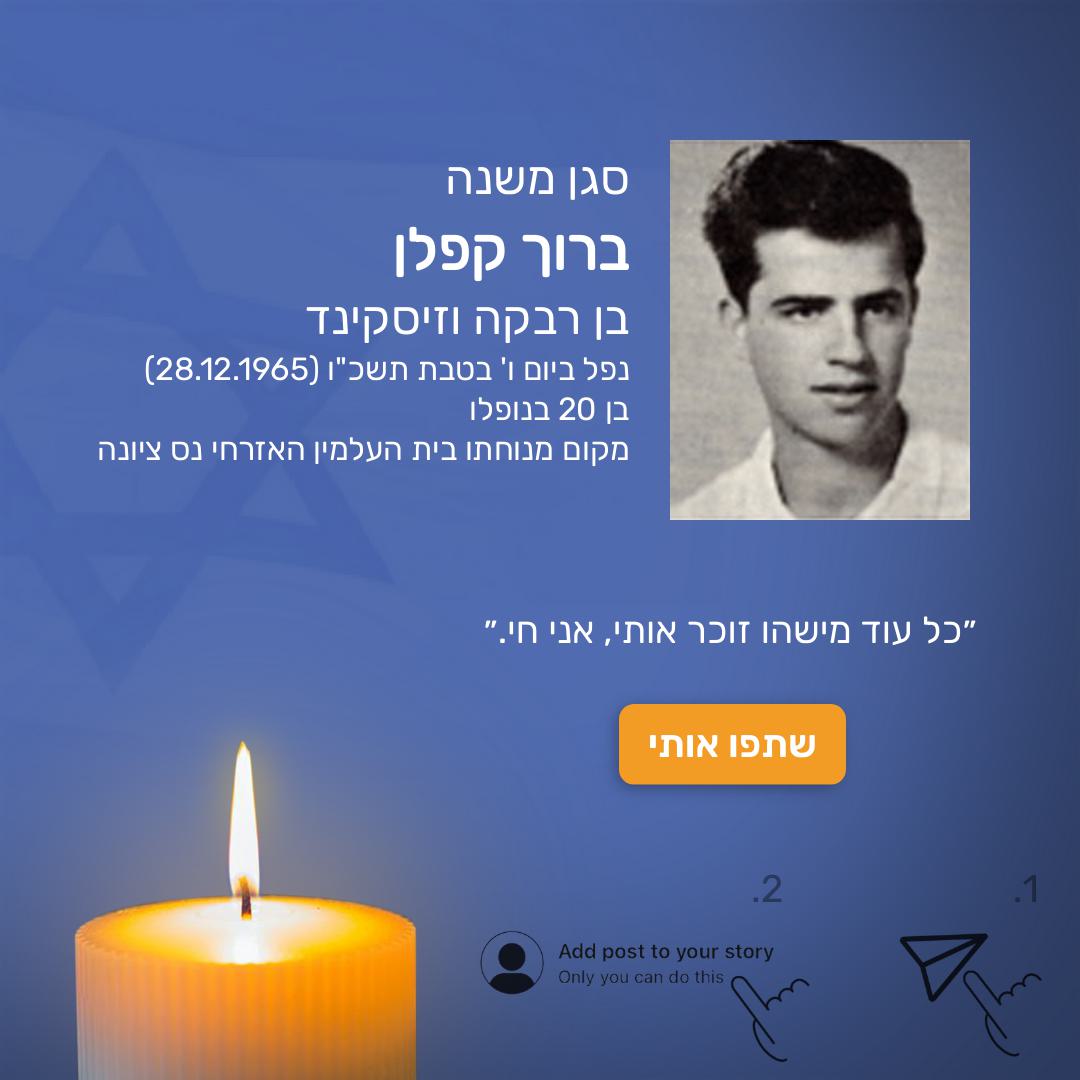 סגן משנה
ברוך קפלן
בן רבקה וזיסקינד
נפל ביום ו' בטבת תשכ"ו (28.12.1965)
בן 20 בנופלו
מקום מנוחתו בית העלמין האזרחי נס ציונה
״כל עוד מישהו זוכר אותי, אני חי.״
שתפו אותי
1.
2.
Add post to your story
Only you can do this